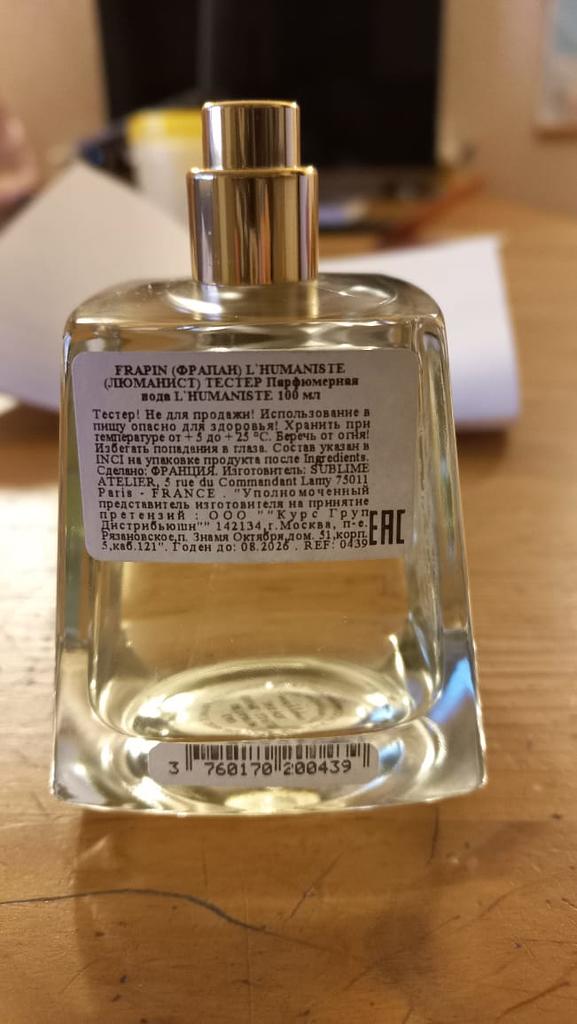 FRAPIN (ФРАПАН) L`HUMANISTE
(ЛЮМАНИСТ) ТЕСТЕР Парфюмерная
вода L`HUMANISTE 100 мл
Тестер! Не для продажи! Использование в
пищу опасно для здоровья! Хранить при
температуре от + 5 до + 25 °C. Беречь от огня!
Избегать попадания в глаза. Состав указан в
INCI на упаковке продукта после Ingredients.
Сделано: ФРАНЦИЯ. Изготовитель: SUBLIME
ATELIER, 5 rue du Commandant Lamy 75011
Paris - FRANCE . "Уполномоченный
представитель изготовителя на принятие
претензий : ООО ""Курс Груп
Дистрибьюшн"" 142134,г.Москва, п-е.
Рязановское,п. Знамя Октября,дом. 51,корп.
5,каб.121". Годен до: 08.2026 . REF: 0439
EAC
3 760170 200439